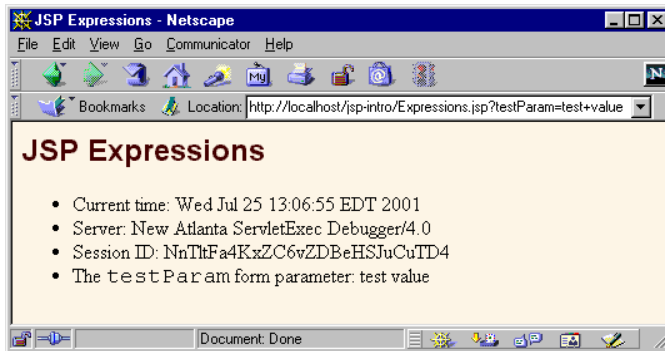 JSP Expressions - Netscape
File Edit View Go Communicator Help
My
N
Bookmarks Location: http://localhost/jsp-intro/Expressions.jsp?testParam=test+value
JSP Expressions
• Current time: Wed Jul 25 13:06:55 EDT 2001
• Server: New Atlanta ServletExec Debugger/4.0
• Session ID: NnTltFa4KxZC6vZDBeHSJuCuTD4
• The testParam form parameter: test value
Document: Done